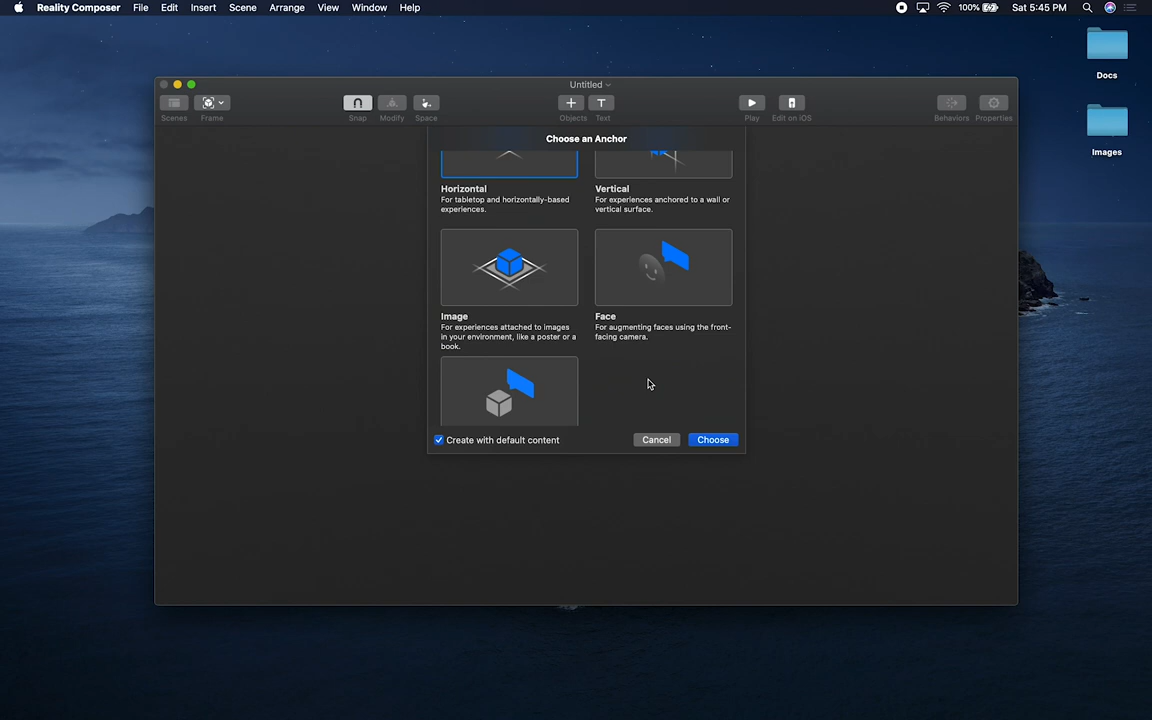 Reality Composer File Edit Insert Scene Arrange View Window Help 100% Sat 5:45 PM
Docs
Images
Untitled
Scenes Frame Snap Modify Space Objects Text Play Edit on iOS Behaviors Properties
Choose an Anchor
Horizontal
For tabletop and horizontally-based
experiences.
Vertical
For experiences anchored to a wall or
vertical surface.
Image
For experiences attached to images
in your environment, like a poster or a
book.
Face
For augmenting faces using the front-
facing camera.
Create with default content Cancel Choose